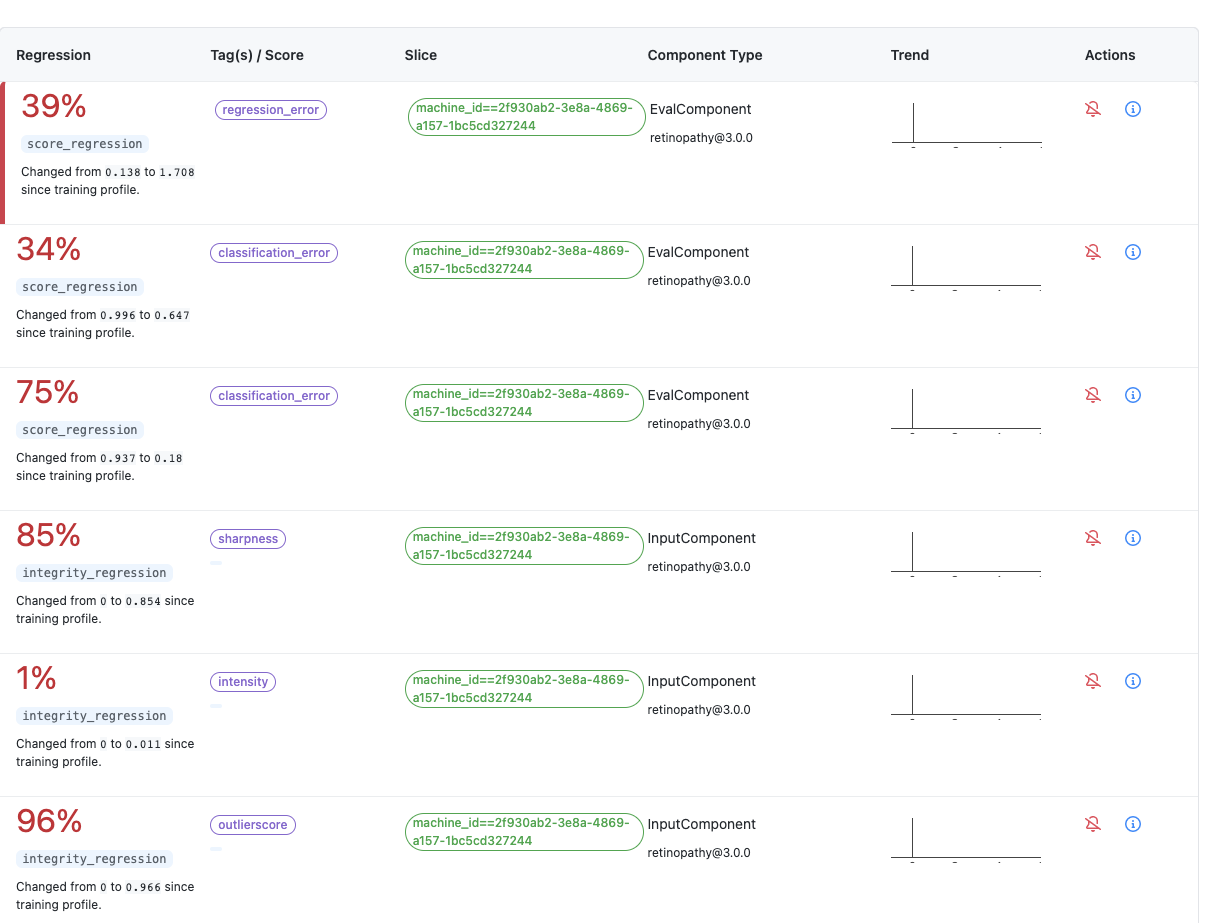 Regression Tag(s) / Score Slice Component Type Trend Actions
39% regression_error machine_id==2f930ab2-3e8a-4869- EvalComponent
a157-1bc5cd327244
score_regression retinopathy@3.0.0
Changed from 0.138 to 1.708
since training profile.
34% classification_error machine_id==2f930ab2-3e8a-4869- EvalComponent
a157-1bc5cd327244
score_regression retinopathy@3.0.0
Changed from 0.996 to 0.647
since training profile.
75% classification_error machine_id==2f930ab2-3e8a-4869- EvalComponent
a157-1bc5cd327244
score_regression retinopathy@3.0.0
Changed from 0.937 to 0.18
since training profile.
85% sharpness machine_id==2f930ab2-3e8a-4869- InputComponent
a157-1bc5cd327244
integrity_regression retinopathy@3.0.0
Changed from 0 to 0.854 since
training profile.
1% intensity machine_id==2f930ab2-3e8a-4869- InputComponent
a157-1bc5cd327244
integrity_regression retinopathy@3.0.0
Changed from 0 to 0.011 since
training profile.
96% outlierscore machine_id==2f930ab2-3e8a-4869- InputComponent
a157-1bc5cd327244
integrity_regression retinopathy@3.0.0
Changed from 0 to 0.966 since
training profile.